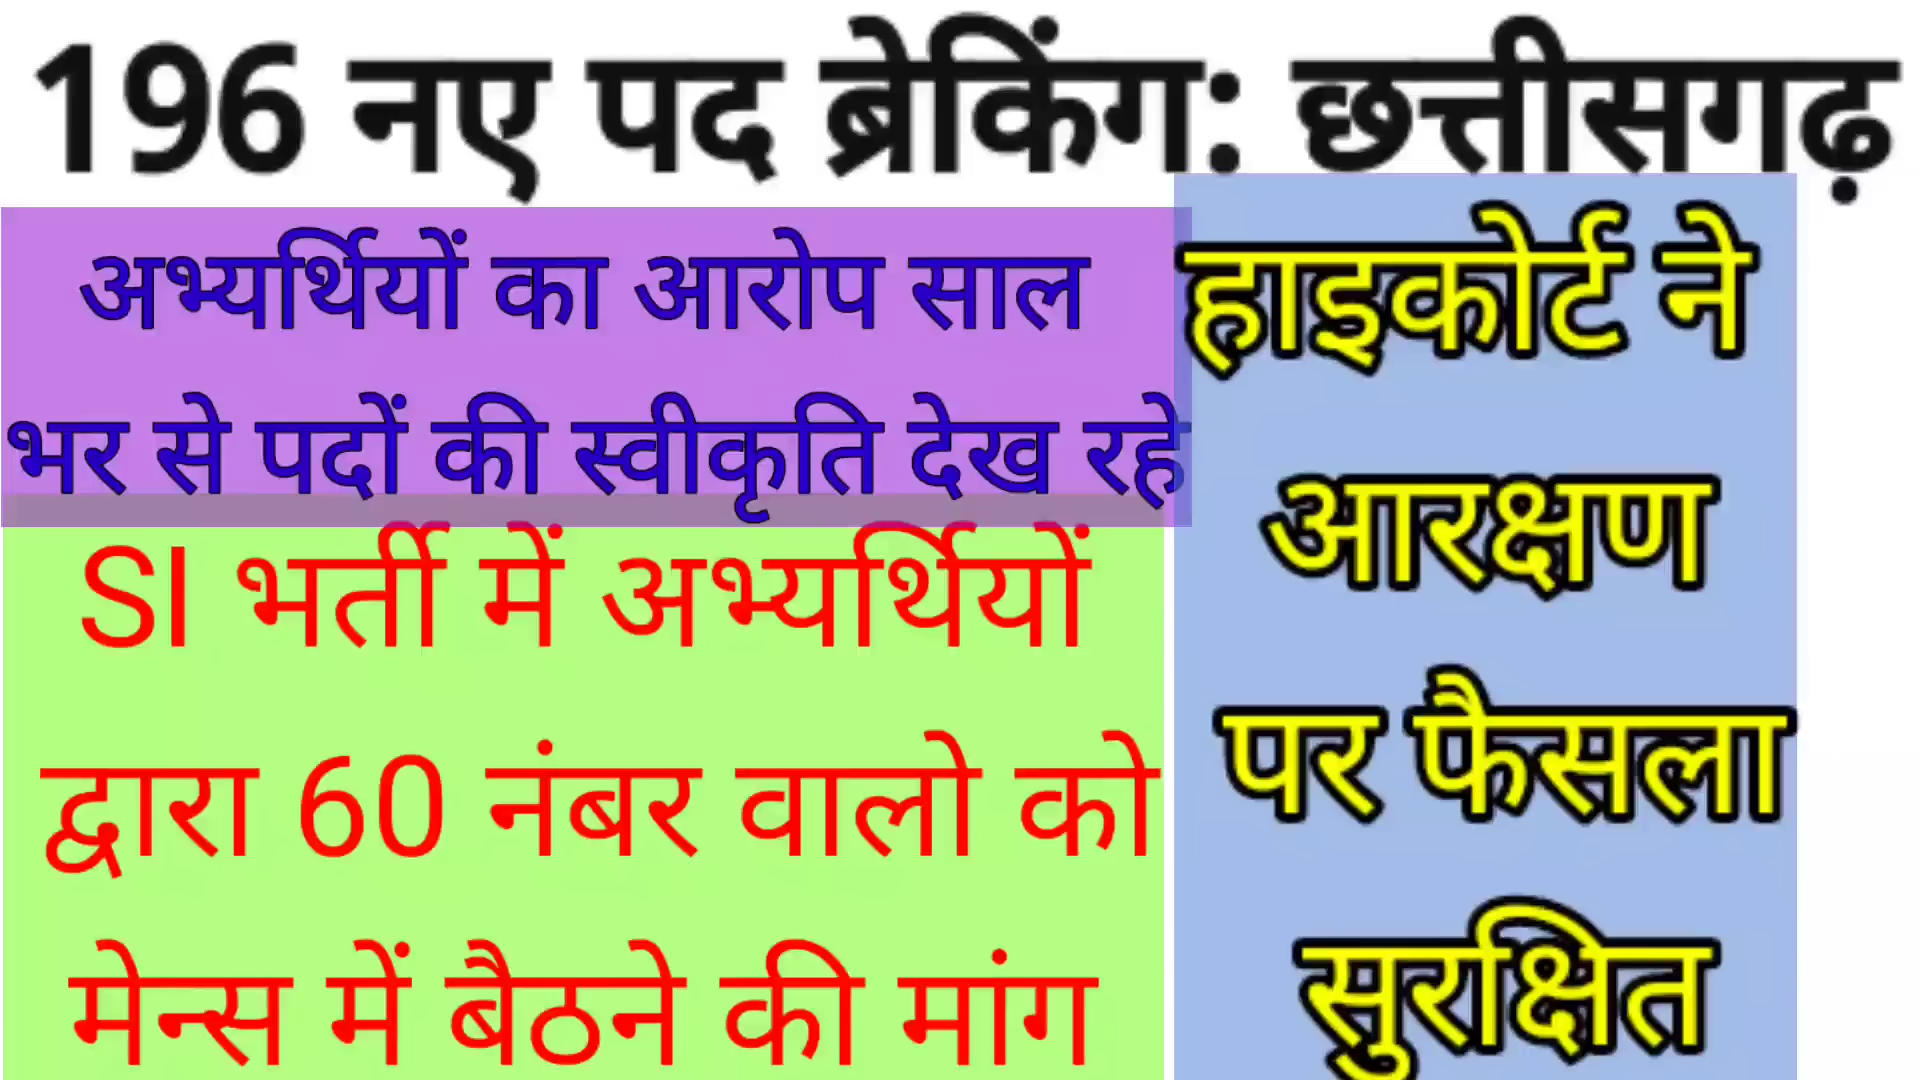 196 नए पद ब्रेकिंग: छत्तीसगढ़
अभ्यर्थियों का आरोप साल
भर से पदों की स्वीकृति देख रहे
SI भर्ती में अभ्यर्थियों
द्वारा 60 नंबर वालो को
मेन्स में बैठने की मांग
हाइकोर्ट ने
आरक्षण
पर फैसला
सुरक्षित